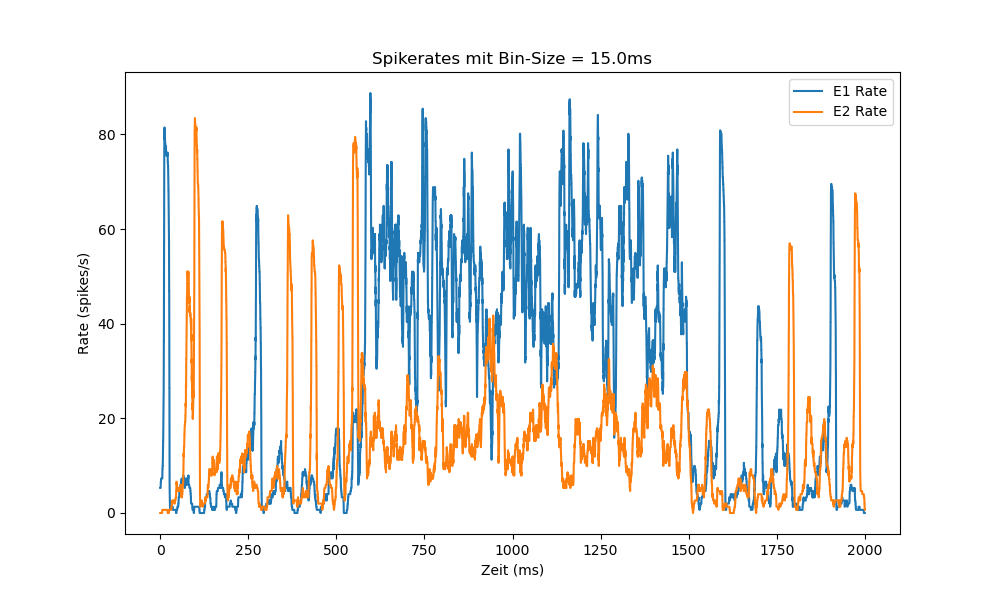 Spikerates mit Bin-Size = 15.0ms
E1 Rate
E2 Rate
Rate (spikes/s)
80
60
40
20
0
0 250 500 750 1000 1250 1500 1750 2000
Zeit (ms)